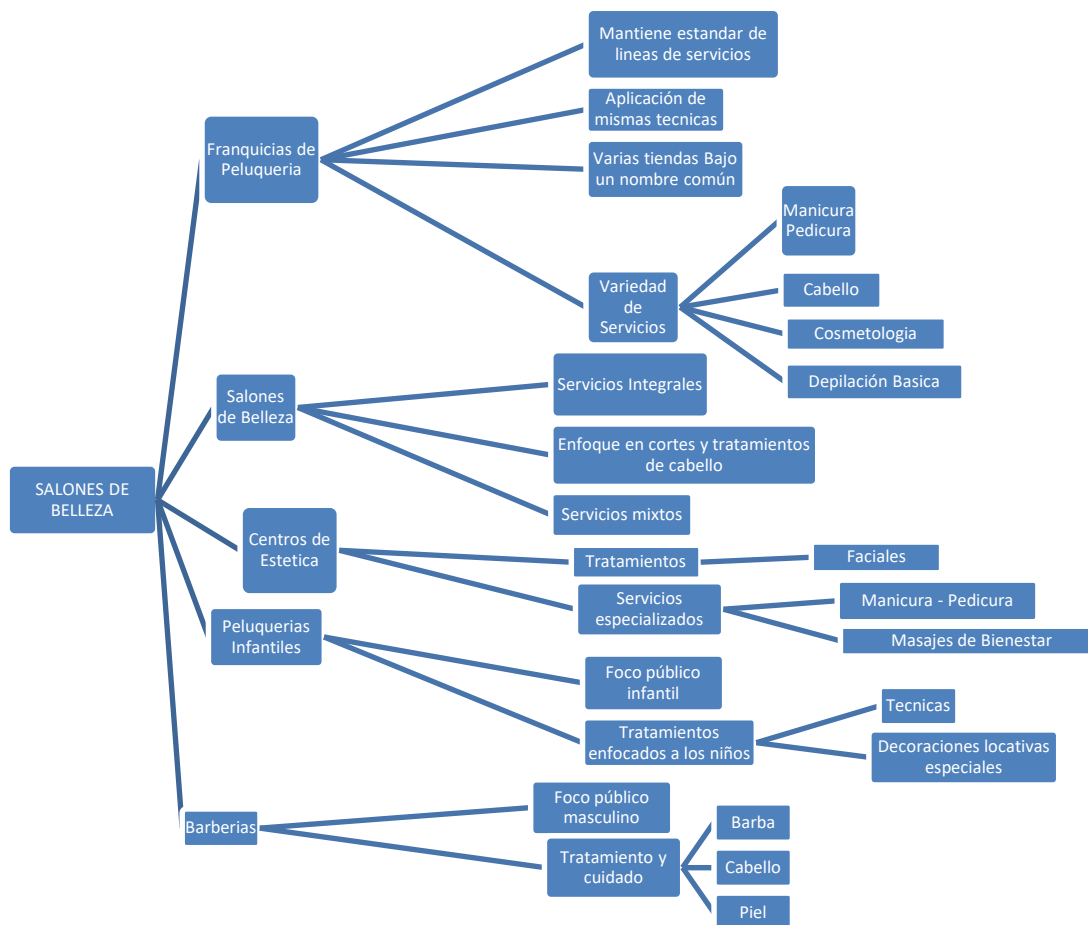 SALONES DE
BELLEZA
Franquicias de
Peluqueria
Mantiene estandar de
lineas de servicios
Aplicación de
mismas tecnicas
Varias tiendas Bajo
un nombre común
Variedad
de
Servicios
Manicura
Pedicura
Cabello
Cosmetologia
Depilación Basica
Salones
de Belleza
Servicios Integrales
Enfoque en cortes y tratamientos
de cabello
Servicios mixtos
Centros de
Estetica
Tratamientos
Faciales
Servicios
especializados
Manicura - Pedicura
Masajes de Bienestar
Peluquerias
Infantiles
Foco público
infantil
Tratamientos
enfocados a los niños
Tecnicas
Decoraciones locativas
especiales
Barberias
Foco público
masculino
Tratamiento y
cuidado
Barba
Cabello
Piel